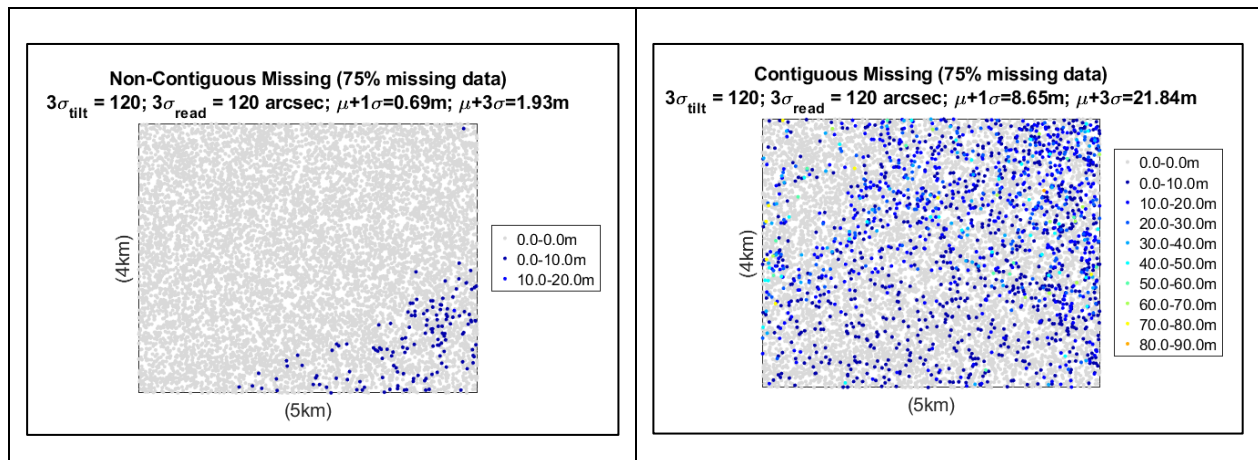 Non-Contiguous Missing (75% missing data)
3σtilt = 120; 3σread = 120 arcsec; μ+1σ=0.69m; μ+3σ=1.93m
(4km)
(5km)
0.0-0.0m
0.0-10.0m
10.0-20.0m
Contiguous Missing (75% missing data)
3σtilt = 120; 3σread = 120 arcsec; μ+1σ=8.65m; μ+3σ=21.84m
(4km)
(5km)
0.0-0.0m
0.0-10.0m
10.0-20.0m
20.0-30.0m
30.0-40.0m
40.0-50.0m
50.0-60.0m
60.0-70.0m
70.0-80.0m
80.0-90.0m